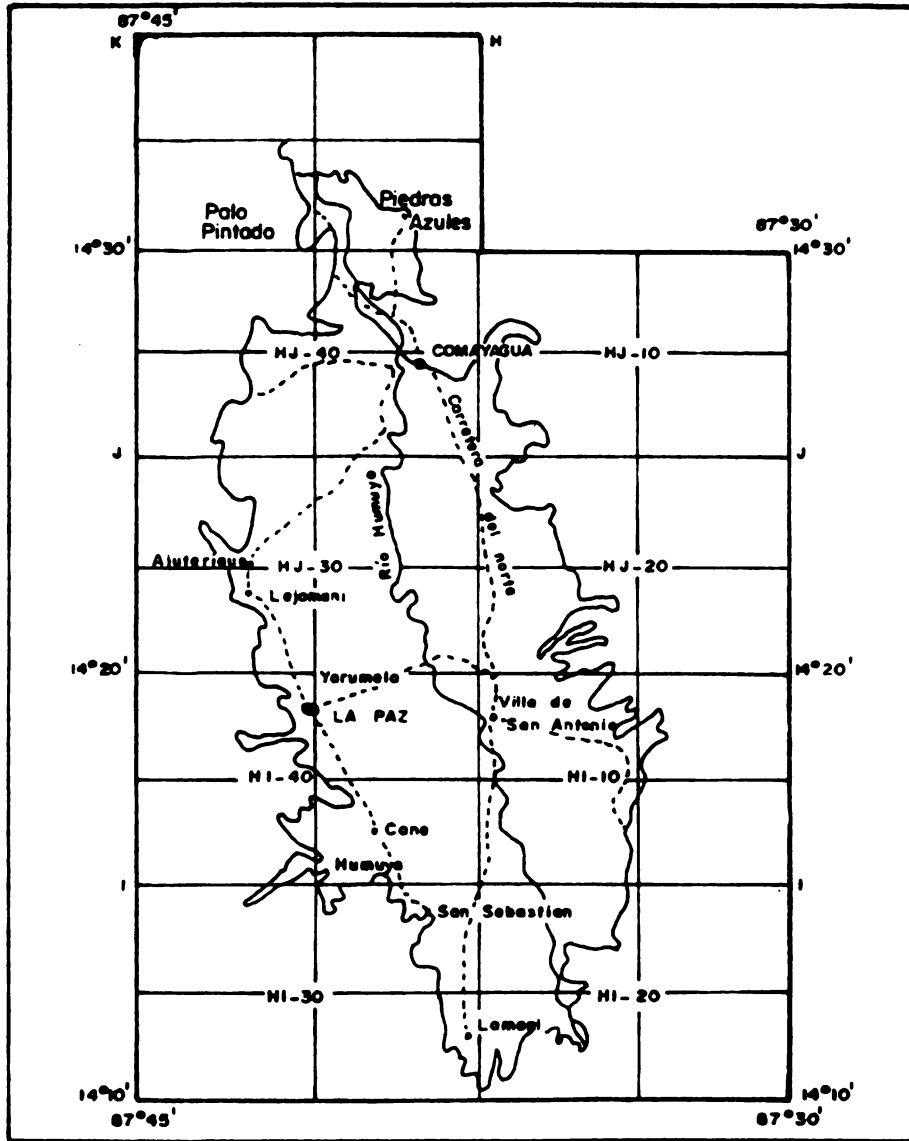 87°45'
K
H
Piedras
Azules
Palo
Pintado
87°30'
14°30'
14°30'
HJ-40
COMAYAGUA
HJ-10
Carretera
del norte
J
J
Rio Humuya
Ajuterique
HJ-30
HJ-20
Lejamani
14°20'
14°20'
Yarumela
LA PAZ
Villa de
San Antonio
HI-40
HI-10
Cane
Humuya
I
I
San Sebastian
HI-30
HI-20
Lamani
14°10'
14°10'
87°45'
87°30'